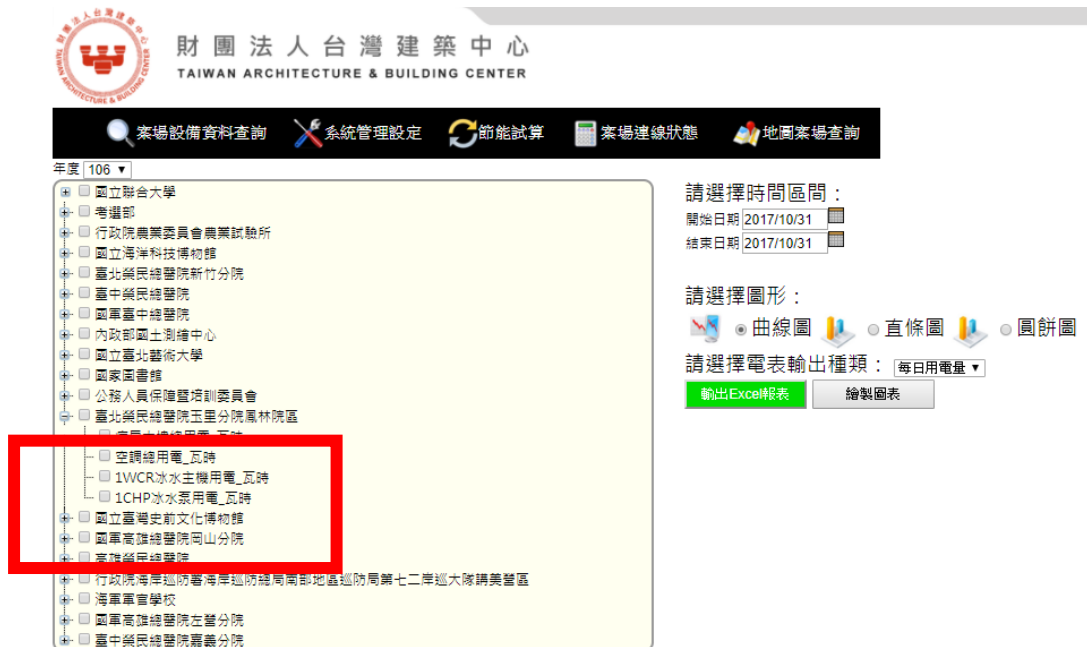 財團法人台灣建築中心
TAIWAN ARCHITECTURE & BUILDING CENTER
案場設備資料查詢 系統管理設定 節能試算 案場連線狀態 地圖案場查詢
年度 106
國立聯合大學
考選部
行政院農業委員會農業試驗所
國立海洋科技博物館
臺北榮民總醫院新竹分院
臺中榮民總醫院
國軍臺中總醫院
內政部國土測繪中心
國立臺北藝術大學
國家圖書館
公務人員保障暨培訓委員會
臺北榮民總醫院玉里分院鳳林院區
空調總用電_瓦時
1WCR冰水主機用電_瓦時
1CHP冰水泵用電_瓦時
國立臺灣史前文化博物館
國軍高雄總醫院岡山分院
高雄榮民總醫院
行政院海岸巡防署海岸巡防總局南部地區巡防局第七二岸巡大隊講美營區
海軍軍官學校
國軍高雄總醫院左營分院
臺中榮民總醫院嘉義分院
請選擇時間區間：
開始日期 2017/10/31
結束日期 2017/10/31
請選擇圖形：
曲線圖 直條圖 圓餅圖
請選擇電表輸出種類： 每日用電量
輸出Excel報表 繪製圖表